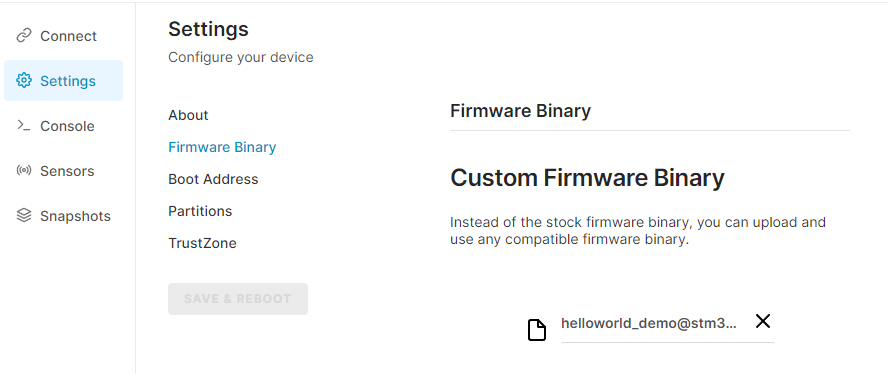 Connect
Settings
Console
Sensors
Snapshots
Settings
Configure your device
About
Firmware Binary
Boot Address
Partitions
TrustZone
SAVE & REBOOT
Firmware Binary
Custom Firmware Binary
Instead of the stock firmware binary, you can upload and
use any compatible firmware binary.
helloworld_demo@stm3...